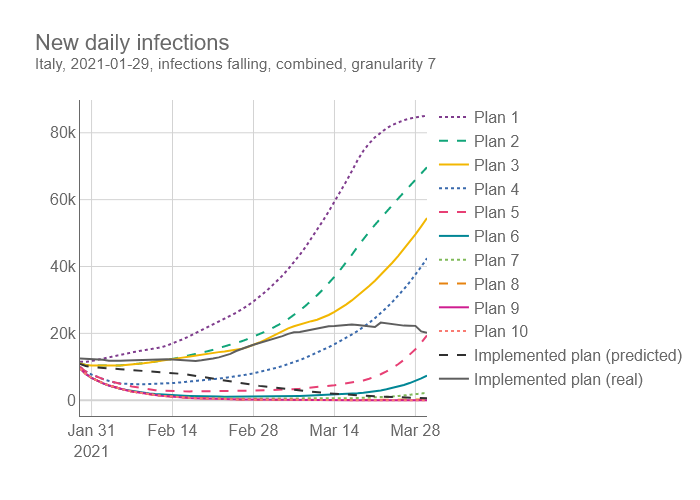 New daily infections
Italy, 2021-01-29, infections falling, combined, granularity 7
80k
60k
40k
20k
0
Jan 31
2021
Feb 14
Feb 28
Mar 14
Mar 28
Plan 1
Plan 2
Plan 3
Plan 4
Plan 5
Plan 6
Plan 7
Plan 8
Plan 9
Plan 10
Implemented plan (predicted)
Implemented plan (real)